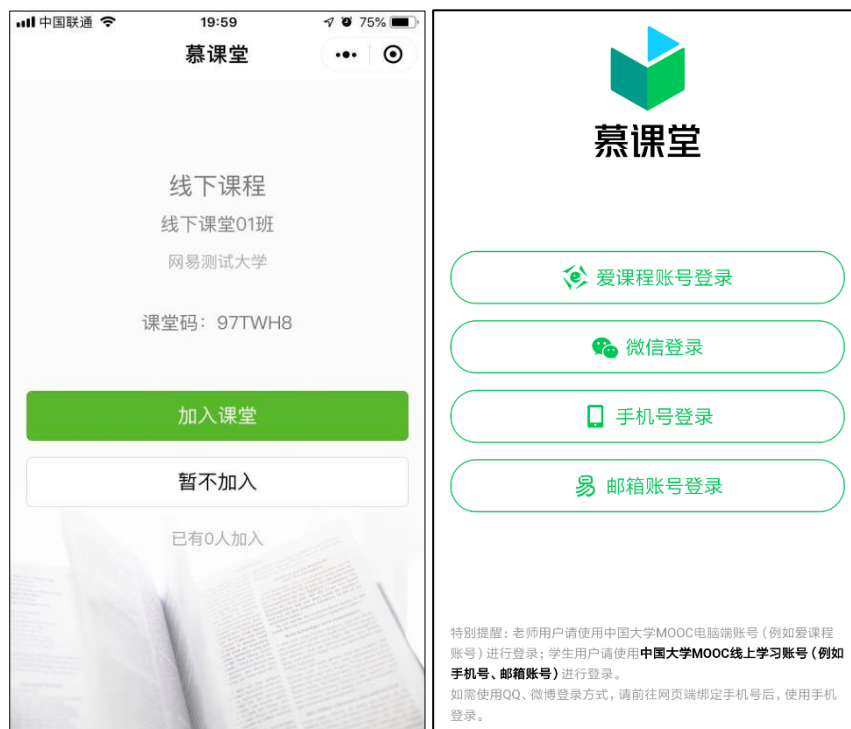 中国联通
19:59
75%
慕课堂
线下课程
线下课堂01班
网易测试大学
课堂码：97TWH8
加入课堂
暂不加入
已有0人加入
慕课堂
爱课程账号登录
微信登录
手机号登录
邮箱账号登录
特别提醒：老师用户请使用中国大学MOOC电脑端账号（例如爱课程
账号）进行登录；学生用户请使用中国大学MOOC线上学习账号（例如
手机号、邮箱账号）进行登录。
如需使用QQ、微博登录方式，请前往网页端绑定手机号后，使用手机
登录。